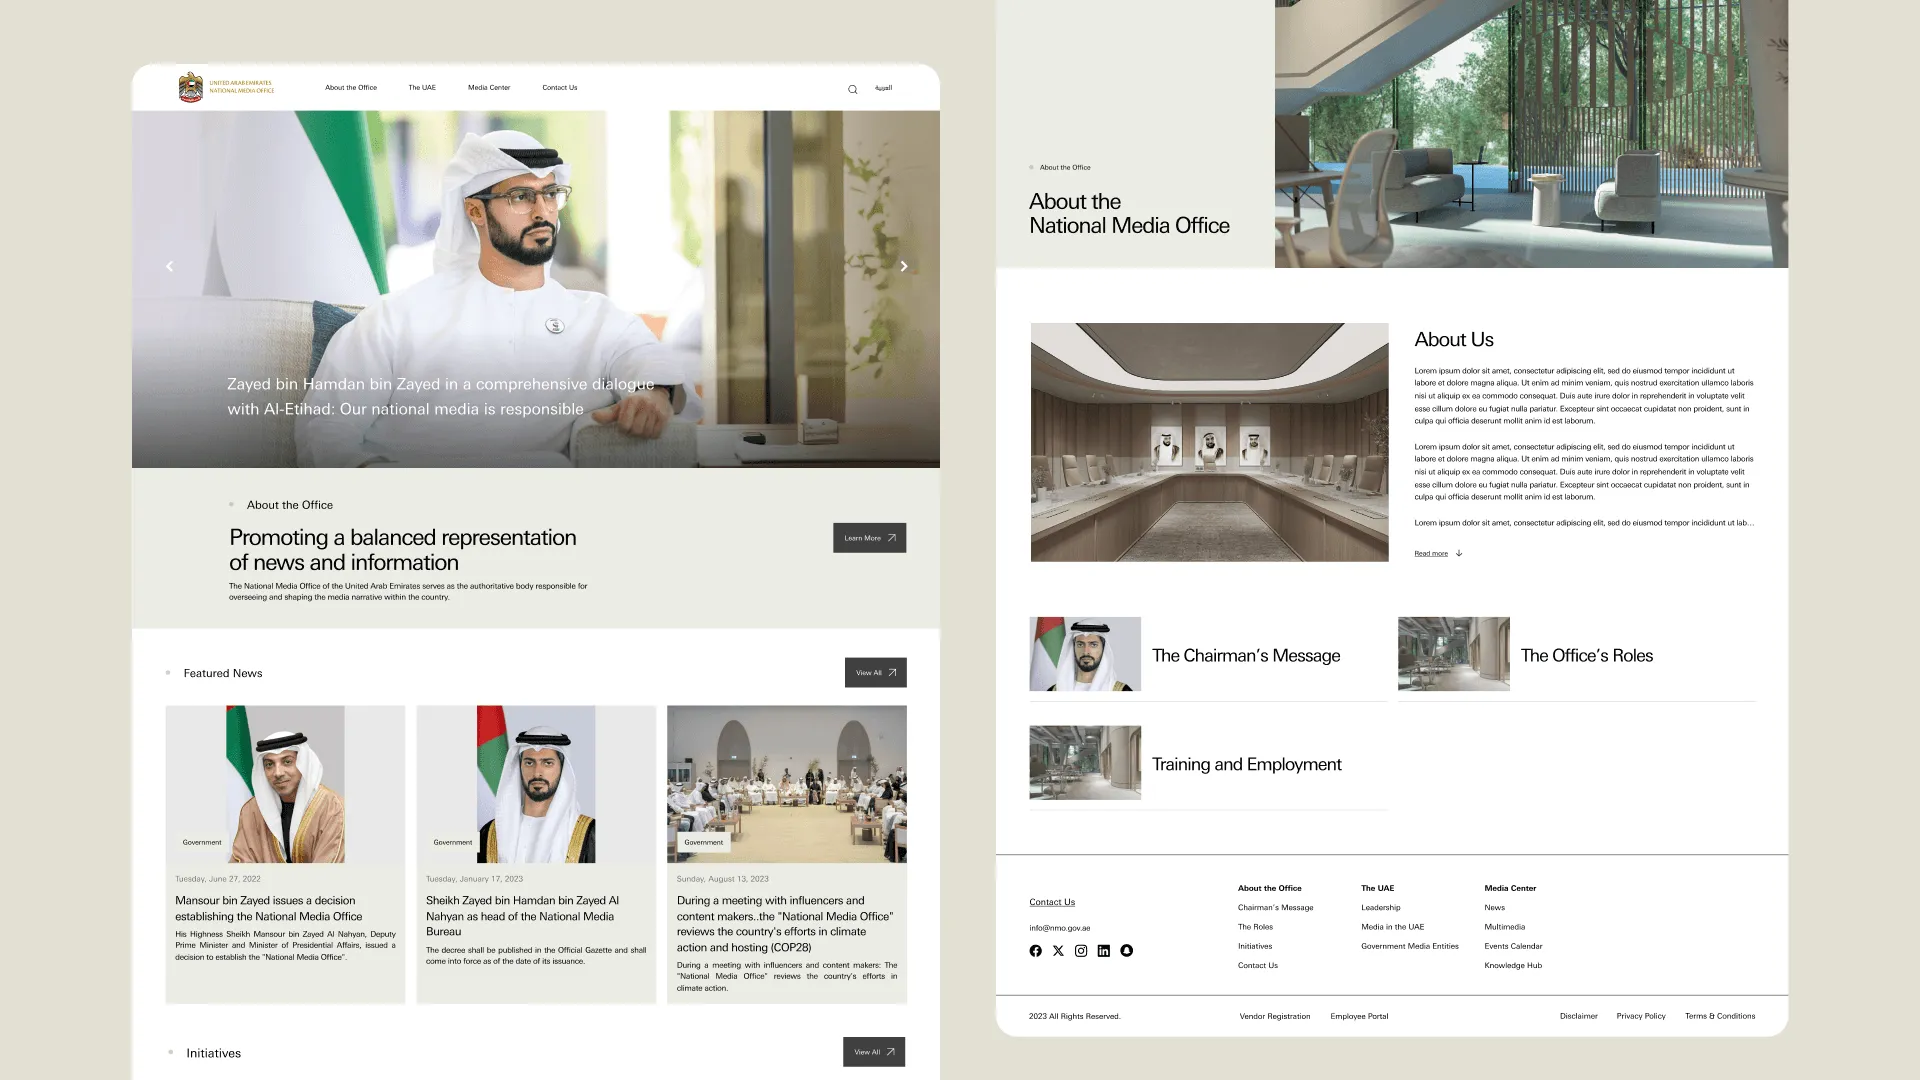 UNITED ARAB EMIRATES
NATIONAL MEDIA OFFICE
About the Office
The UAE
Media Center
Contact Us
العربية
Zayed bin Hamdan bin Zayed in a comprehensive dialogue
with Al-Etihad: Our national media is responsible
About the Office
Promoting a balanced representation
of news and information
The National Media Office of the United Arab Emirates serves as the authoritative body responsible for
overseeing and shaping the media narrative within the country.
Learn More
Featured News
View All
Government
Tuesday, June 27, 2022
Mansour bin Zayed issues a decision
establishing the National Media Office
His Highness Sheikh Mansour bin Zayed Al Nahyan, Deputy
Prime Minister and Minister of Presidential Affairs, issued a
decision to establish the "National Media Office".
Government
Tuesday, January 17, 2023
Sheikh Zayed bin Hamdan bin Zayed Al
Nahyan as head of the National Media
Bureau
The decree shall be published in the Official Gazette and shall
come into force as of the date of its issuance.
Government
Sunday, August 13, 2023
During a meeting with influencers and
content makers..the "National Media Office"
reviews the country's efforts in climate
action and hosting (COP28)
During a meeting with influencers and content makers: The
"National Media Office" reviews the country's efforts in
climate action.
Initiatives
View All
About the Office
About the
National Media Office
About Us
Lorem ipsum dolor sit amet, consectetur adipiscing elit, sed do eiusmod tempor incididunt ut
labore et dolore magna aliqua. Ut enim ad minim veniam, quis nostrud exercitation ullamco laboris
nisi ut aliquip ex ea commodo consequat. Duis aute irure dolor in reprehenderit in voluptate velit
esse cillum dolore eu fugiat nulla pariatur. Excepteur sint occaecat cupidatat non proident, sunt in
culpa qui officia deserunt mollit anim id est laborum.
Lorem ipsum dolor sit amet, consectetur adipiscing elit, sed do eiusmod tempor incididunt ut
labore et dolore magna aliqua. Ut enim ad minim veniam, quis nostrud exercitation ullamco laboris
nisi ut aliquip ex ea commodo consequat. Duis aute irure dolor in reprehenderit in voluptate velit
esse cillum dolore eu fugiat nulla pariatur. Excepteur sint occaecat cupidatat non proident, sunt in
culpa qui officia deserunt mollit anim id est laborum.
Lorem ipsum dolor sit amet, consectetur adipiscing elit, sed do eiusmod tempor incididunt ut lab...
Read more
The Chairman's Message
The Office's Roles
Training and Employment
Contact Us
info@nmo.gov.ae
About the Office
Chairman's Message
The Roles
Initiatives
Contact Us
The UAE
Leadership
Media in the UAE
Government Media Entities
Media Center
News
Multimedia
Events Calendar
Knowledge Hub
2023 All Rights Reserved.
Vendor Registration
Employee Portal
Disclaimer
Privacy Policy
Terms & Conditions